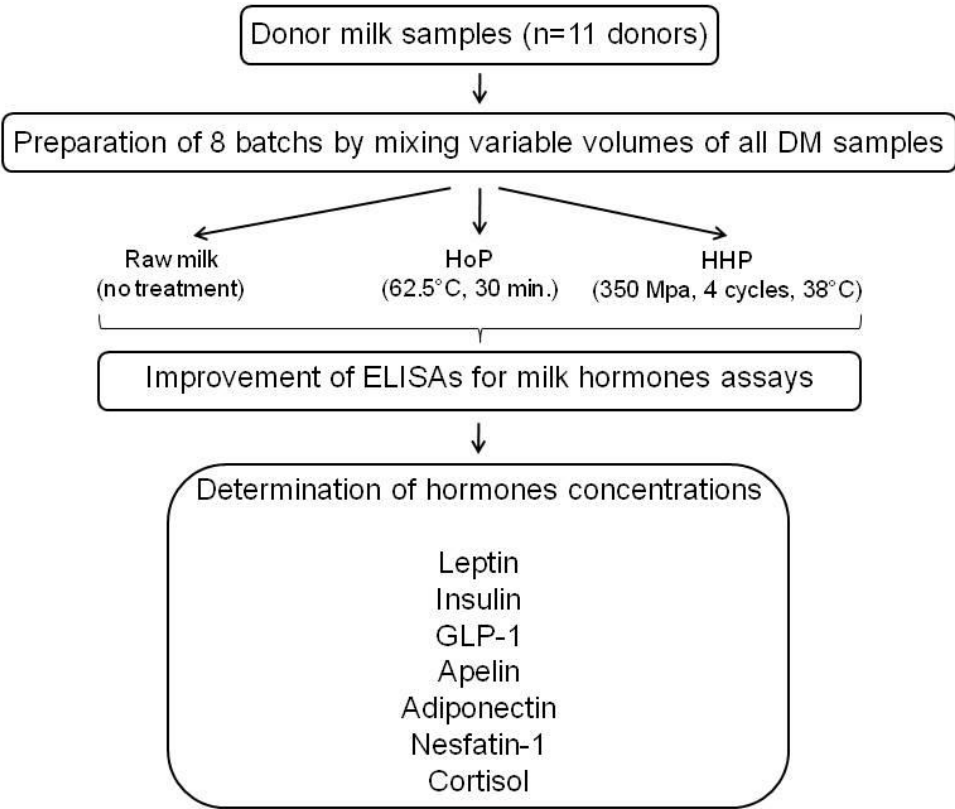 Donor milk samples (n=11 donors)
Preparation of 8 batchs by mixing variable volumes of all DM samples
Raw milk
(no treatment)
HoP
(62.5°C, 30 min.)
HHP
(350 Mpa, 4 cycles, 38°C)
Improvement of ELISAs for milk hormones assays
Determination of hormones concentrations
Leptin
Insulin
GLP-1
Apelin
Adiponectin
Nesfatin-1
Cortisol